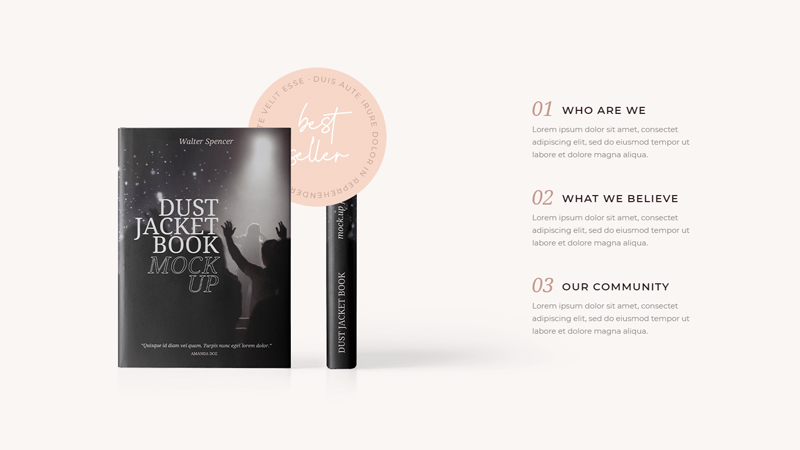 Walter Spencer
DUST
JACKET
BOOK
MOCK
UP
"Quisque id diam vel quam. Turpis nunc eget lorem dolor."
AMANDA DOE
VELIT ESSE · DUIS AUTE IRURE DOLOR IN REPREHENDER
best
seller
mock.up
DUST JACKET BOOK
01 WHO ARE WE
Lorem ipsum dolor sit amet, consectet
adipiscing elit, sed do eiusmod tempor ut
labore et dolore magna aliqua.
02 WHAT WE BELIEVE
Lorem ipsum dolor sit amet, consectet
adipiscing elit, sed do eiusmod tempor ut
labore et dolore magna aliqua.
03 OUR COMMUNITY
Lorem ipsum dolor sit amet, consectet
adipiscing elit, sed do eiusmod tempor ut
labore et dolore magna aliqua.